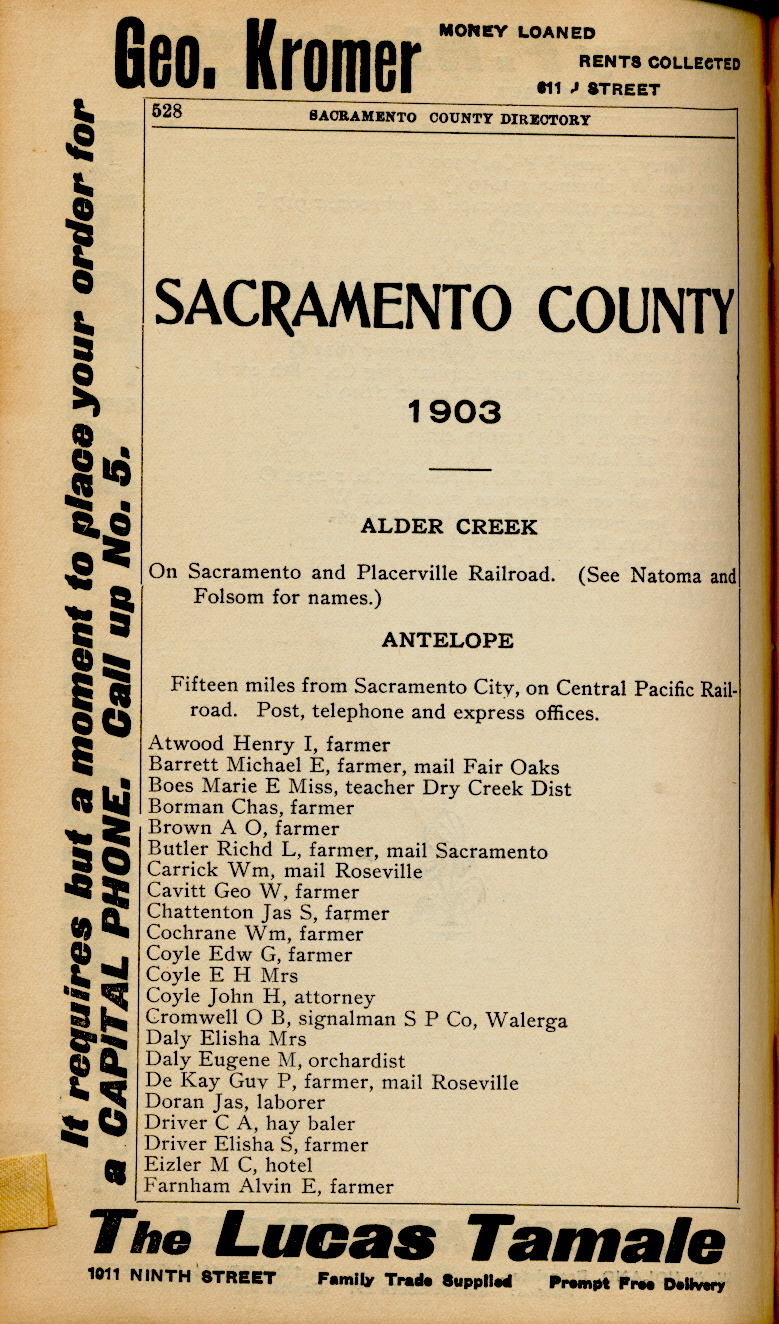 Geo. Kromer
MONEY LOANED
RENTS COLLECTED
611 J STREET
It requires but a moment to place your order for
a CAPITAL PHONE. Call up No. 5.
528
SACRAMENTO COUNTY DIRECTORY
SACRAMENTO COUNTY
1903
ALDER CREEK
On Sacramento and Placerville Railroad. (See Natoma and
Folsom for names.)
ANTELOPE
Fifteen miles from Sacramento City, on Central Pacific Rail-
road. Post, telephone and express offices.
Atwood Henry I, farmer
Barrett Michael E, farmer, mail Fair Oaks
Boes Marie E Miss, teacher Dry Creek Dist
Borman Chas, farmer
Brown A O, farmer
Butler Richd L, farmer, mail Sacramento
Carrick Wm, mail Roseville
Cavitt Geo W, farmer
Chattenton Jas S, farmer
Cochrane Wm, farmer
Coyle Edw G, farmer
Coyle E H Mrs
Coyle John H, attorney
Cromwell O B, signalman S P Co, Walerga
Daly Elisha Mrs
Daly Eugene M, orchardist
De Kay Guy P, farmer, mail Roseville
Doran Jas, laborer
Driver C A, hay baler
Driver Elisha S, farmer
Eizler M C, hotel
Farnham Alvin E, farmer
The Lucas Tamale
1011 NINTH STREET Family Trade Supplied Prompt Free Delivery